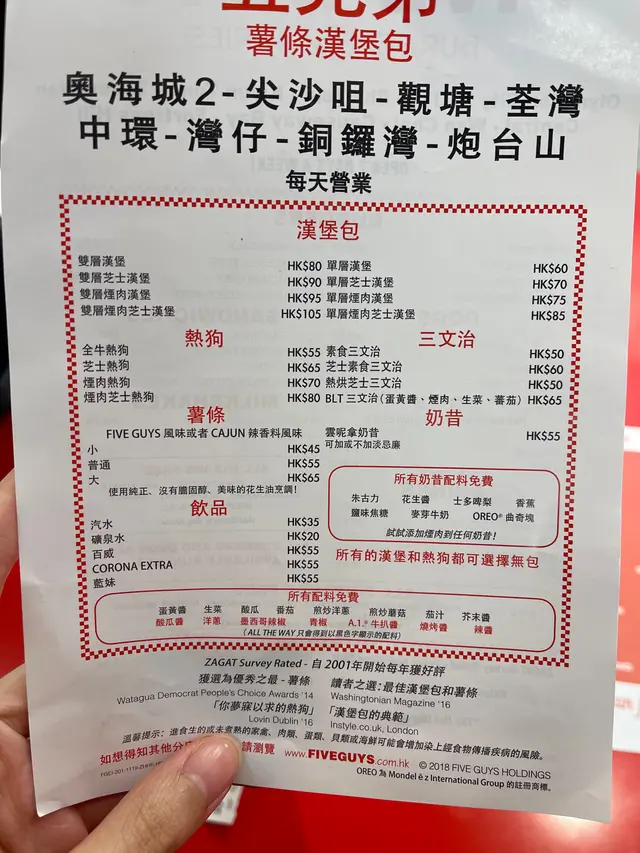 五兄弟
薯條漢堡包
奧海城2-尖沙咀-觀塘-荃灣
中環-灣仔-銅鑼灣-炮台山
每天營業
漢堡包
雙層漢堡 HK$80
雙層芝士漢堡 HK$90
雙層煙肉漢堡 HK$95
雙層煙肉芝士漢堡 HK$105
單層漢堡 HK$60
單層芝士漢堡 HK$70
單層煙肉漢堡 HK$75
單層煙肉芝士漢堡 HK$85
熱狗
全牛熱狗 HK$55
芝士熱狗 HK$65
煙肉熱狗 HK$70
煙肉芝士熱狗 HK$80
三文治
素食三文治 HK$50
芝士素食三文治 HK$60
熱烘芝士三文治 HK$50
BLT 三文治(蛋黃醬、煙肉、生菜、蕃茄) HK$65
薯條
FIVE GUYS 風味或者 CAJUN 辣香料風味
小 HK$45
普通 HK$55
大 HK$65
使用純正、沒有膽固醇、美味的花生油烹調!
奶昔
雲呢拿奶昔 HK$55
可加或不加淡忌廉
所有奶昔配料免費
朱古力 花生醬 士多啤梨 香蕉
鹽味焦糖 麥芽牛奶 OREO® 曲奇塊
試試添加煙肉到任何奶昔!
飲品
汽水 HK$35
礦泉水 HK$20
百威 HK$55
CORONA EXTRA HK$55
藍妹 HK$55
所有的漢堡和熱狗都可選擇無包
所有配料免費
蛋黃醬 生菜 酸瓜 番茄 煎炒洋蔥 煎炒蘑菇 茄汁 芥末醬
酸瓜醬 洋蔥 墨西哥辣椒 青椒 A.1.® 牛扒醬 燒烤醬 辣醬
(ALL THE WAY 只會得到以黑色字顯示的配料)
ZAGAT Survey Rated - 自 2001年開始每年獲好評
獲選為優秀之最 - 薯條
Watagua Democrat People's Choice Awards '14
「你夢寐以求的熱狗」
Lovin Dublin '16
讀者之選:最佳漢堡包和薯條
Washingtonian Magazine '16
「漢堡包的典範」
Instyle.co.uk, London
溫馨提示:進食生的或未煮熟的家禽、肉類、蛋類、貝類或海鮮可能會增加染上經食物傳播疾病的風險。
如想得知其他分 請瀏覽 www.FIVEGUYS.com.hk © 2018 FIVE GUYS HOLDINGS
OREO 為 Mondel ē z International Group 的註冊商標。